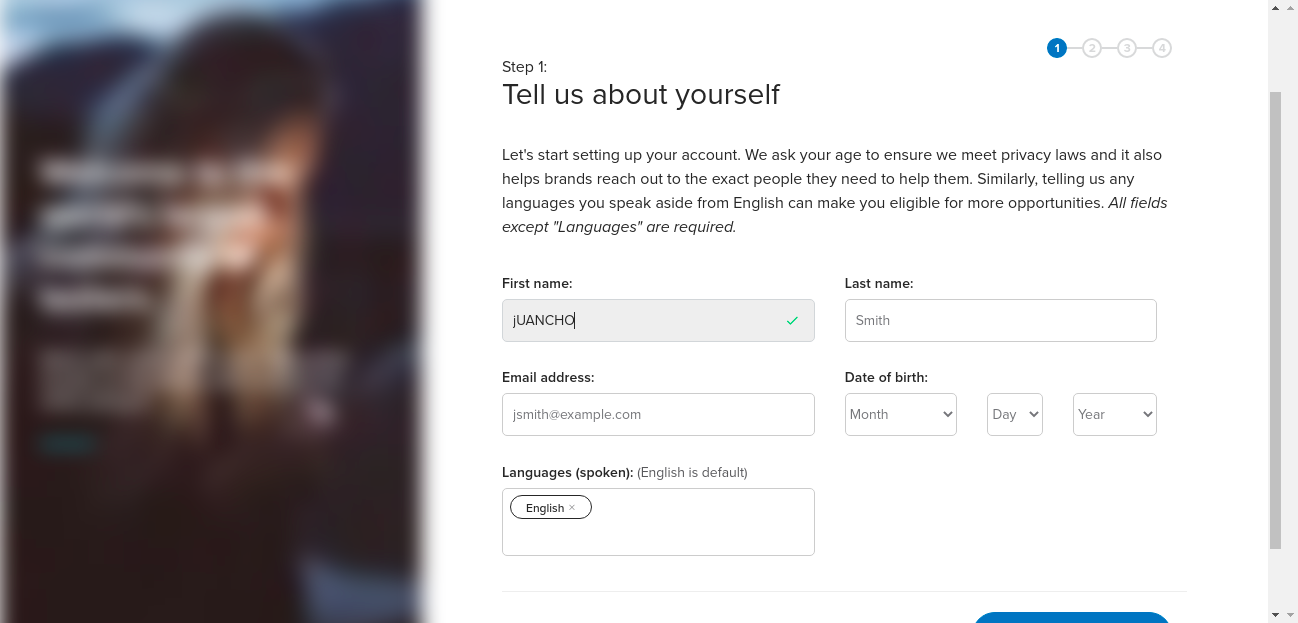 1 2 3 4
Step 1:
Tell us about yourself
Let's start setting up your account. We ask your age to ensure we meet privacy laws and it also
helps brands reach out to the exact people they need to help them. Similarly, telling us any
languages you speak aside from English can make you eligible for more opportunities. All fields
except "Languages" are required.
First name: Last name:
jUANCHO Smith
Email address: Date of birth:
jsmith@example.com Month Day Year
Languages (spoken): (English is default)
English ×